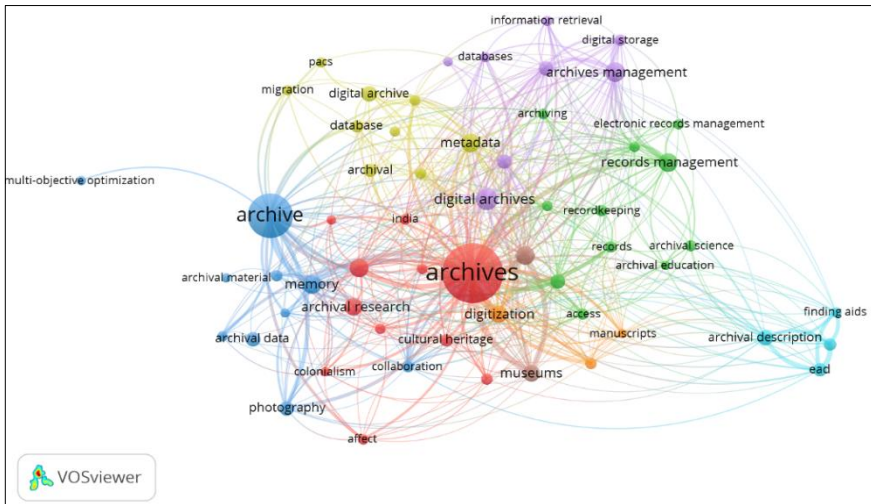 information retrieval
digital storage
databases
archives management
pacs
migration
digital archive
archiving
electronic records management
database
metadata
records management
archival
multi-objective optimization
digital archives
archive
india
recordkeeping
records
archival science
archival education
archives
archival material
memory
archival research
digitization
access
finding aids
manuscripts
archival description
archival data
cultural heritage
colonialism
collaboration
museums
ead
photography
affect
VOSviewer